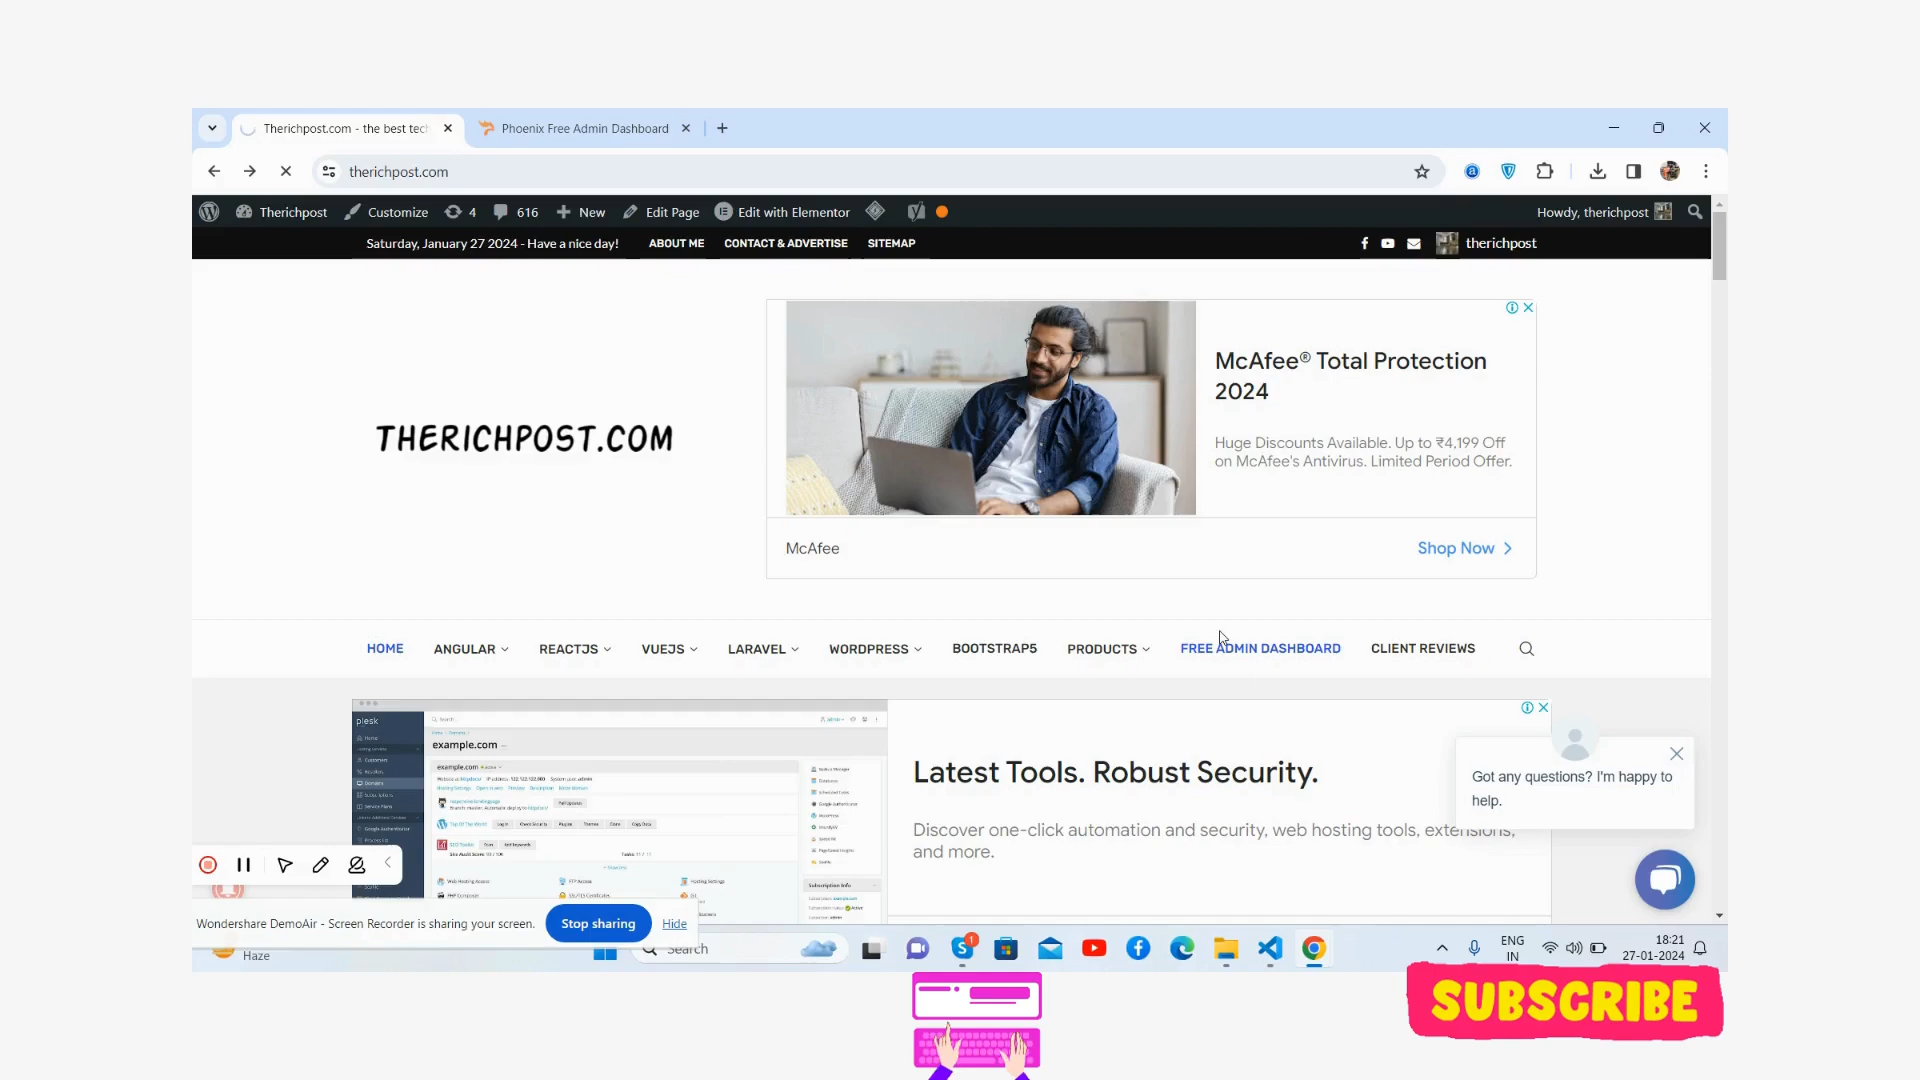 Therichpost.com - the best tec
Phoenix Free Admin Dashboard
therichpost.com
Therichpost
Customize
4
616
New
Edit Page
Edit with Elementor
Howdy, therichpost
Saturday, January 27 2024 - Have a nice day!
ABOUT ME
CONTACT & ADVERTISE
SITEMAP
therichpost
THERICHPOST.COM
McAfee® Total Protection
2024
Huge Discounts Available. Up to ₹4,199 Off
on McAfee's Antivirus. Limited Period Offer.
McAfee
Shop Now
HOME
ANGULAR
REACTJS
VUEJS
LARAVEL
WORDPRESS
BOOTSTRAP5
PRODUCTS
FREE ADMIN DASHBOARD
CLIENT REVIEWS
plesk
example.com
example.com
Latest Tools. Robust Security.
Discover one-click automation and security, web hosting tools, extensions,
and more.
Got any questions? I'm happy to
help.
Subscription Info
Wondershare DemoAir - Screen Recorder is sharing your screen.
Stop sharing
Hide
Haze
Search
1
ENG
IN
18:21
27-01-2024
SUBSCRIBE